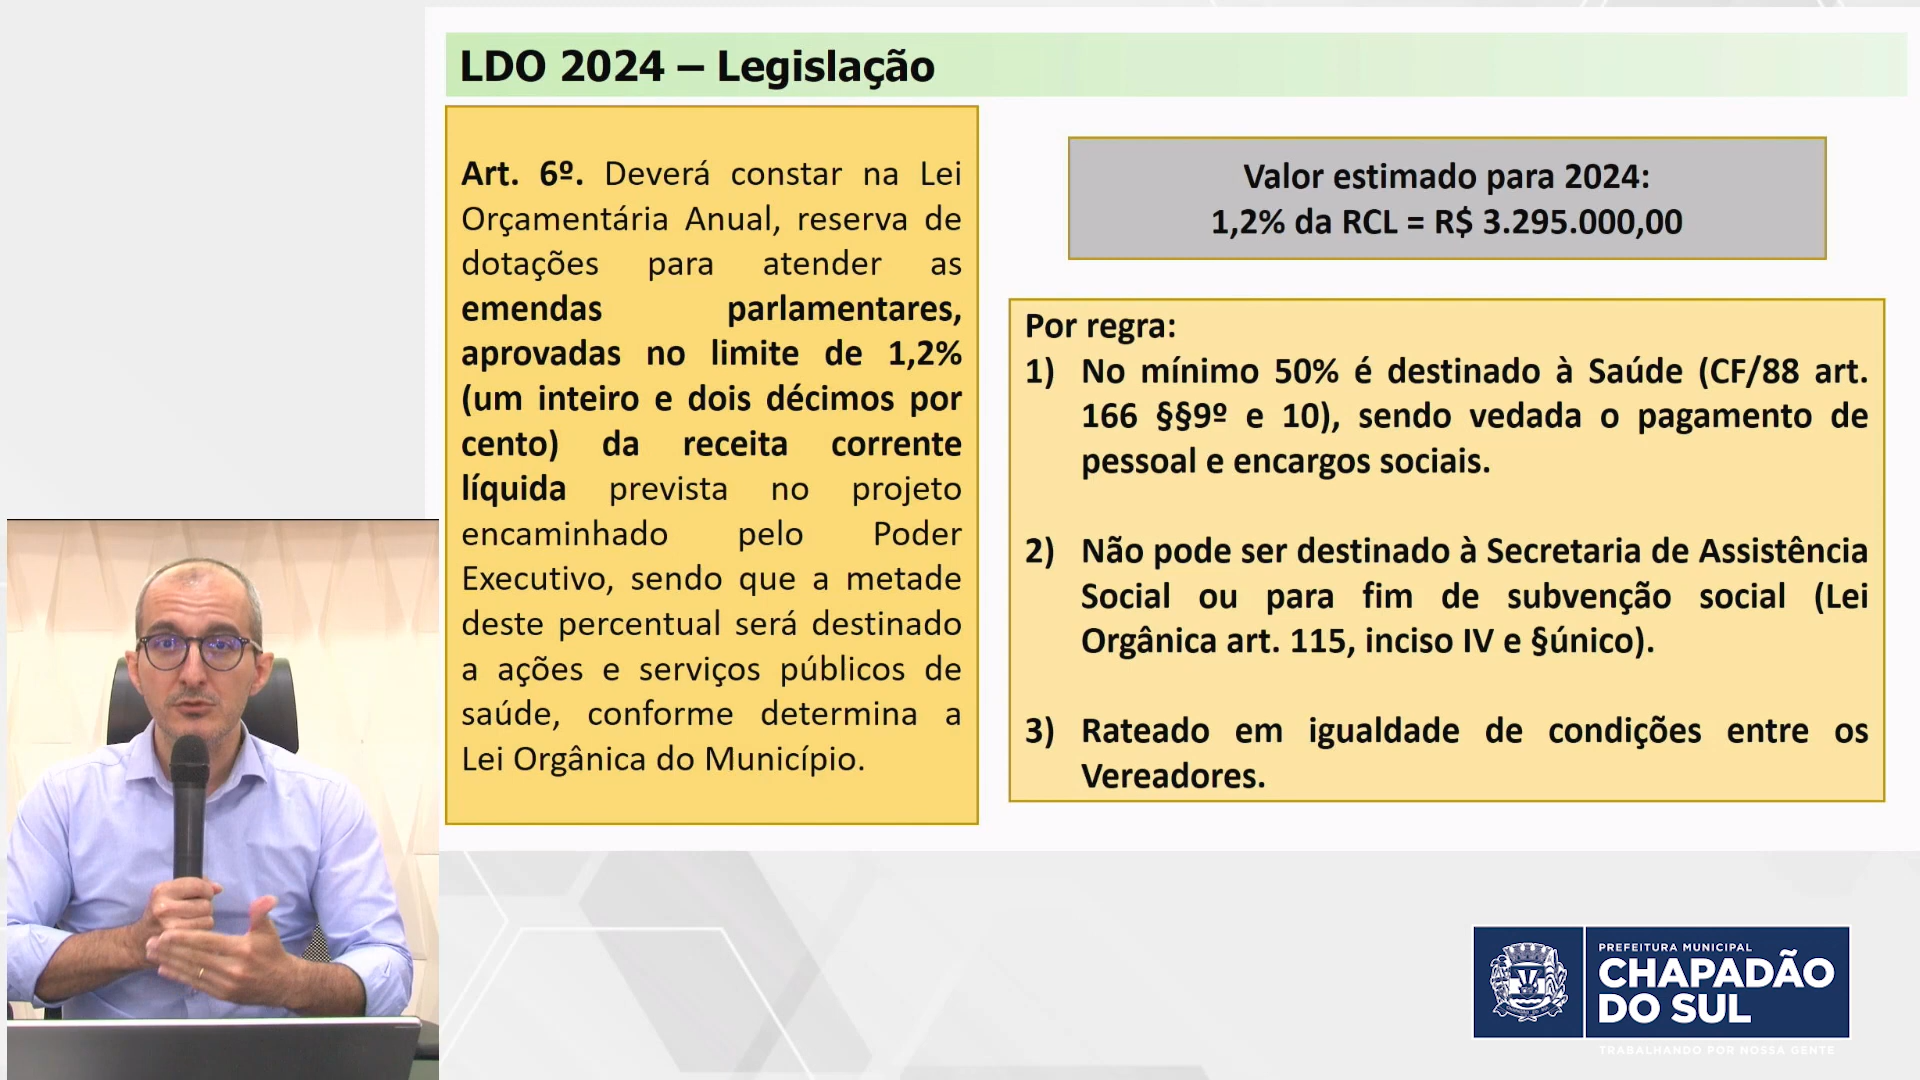 LDO 2024 – Legislação
Art. 6º. Deverá constar na Lei
Orçamentária Anual, reserva de
dotações para atender as
emendas parlamentares,
aprovadas no limite de 1,2%
(um inteiro e dois décimos por
cento) da receita corrente
líquida prevista no projeto
encaminhado pelo Poder
Executivo, sendo que a metade
deste percentual será destinado
a ações e serviços públicos de
saúde, conforme determina a
Lei Orgânica do Município.
Valor estimado para 2024:
1,2% da RCL = R$ 3.295.000,00
Por regra:
1) No mínimo 50% é destinado à Saúde (CF/88 art.
166 §§9º e 10), sendo vedada o pagamento de
pessoal e encargos sociais.
2) Não pode ser destinado à Secretaria de Assistência
Social ou para fim de subvenção social (Lei
Orgânica art. 115, inciso IV e §único).
3) Rateado em igualdade de condições entre os
Vereadores.
PREFEITURA MUNICIPAL
CHAPADÃO
DO SUL
TRABALHANDO POR NOSSA GENTE